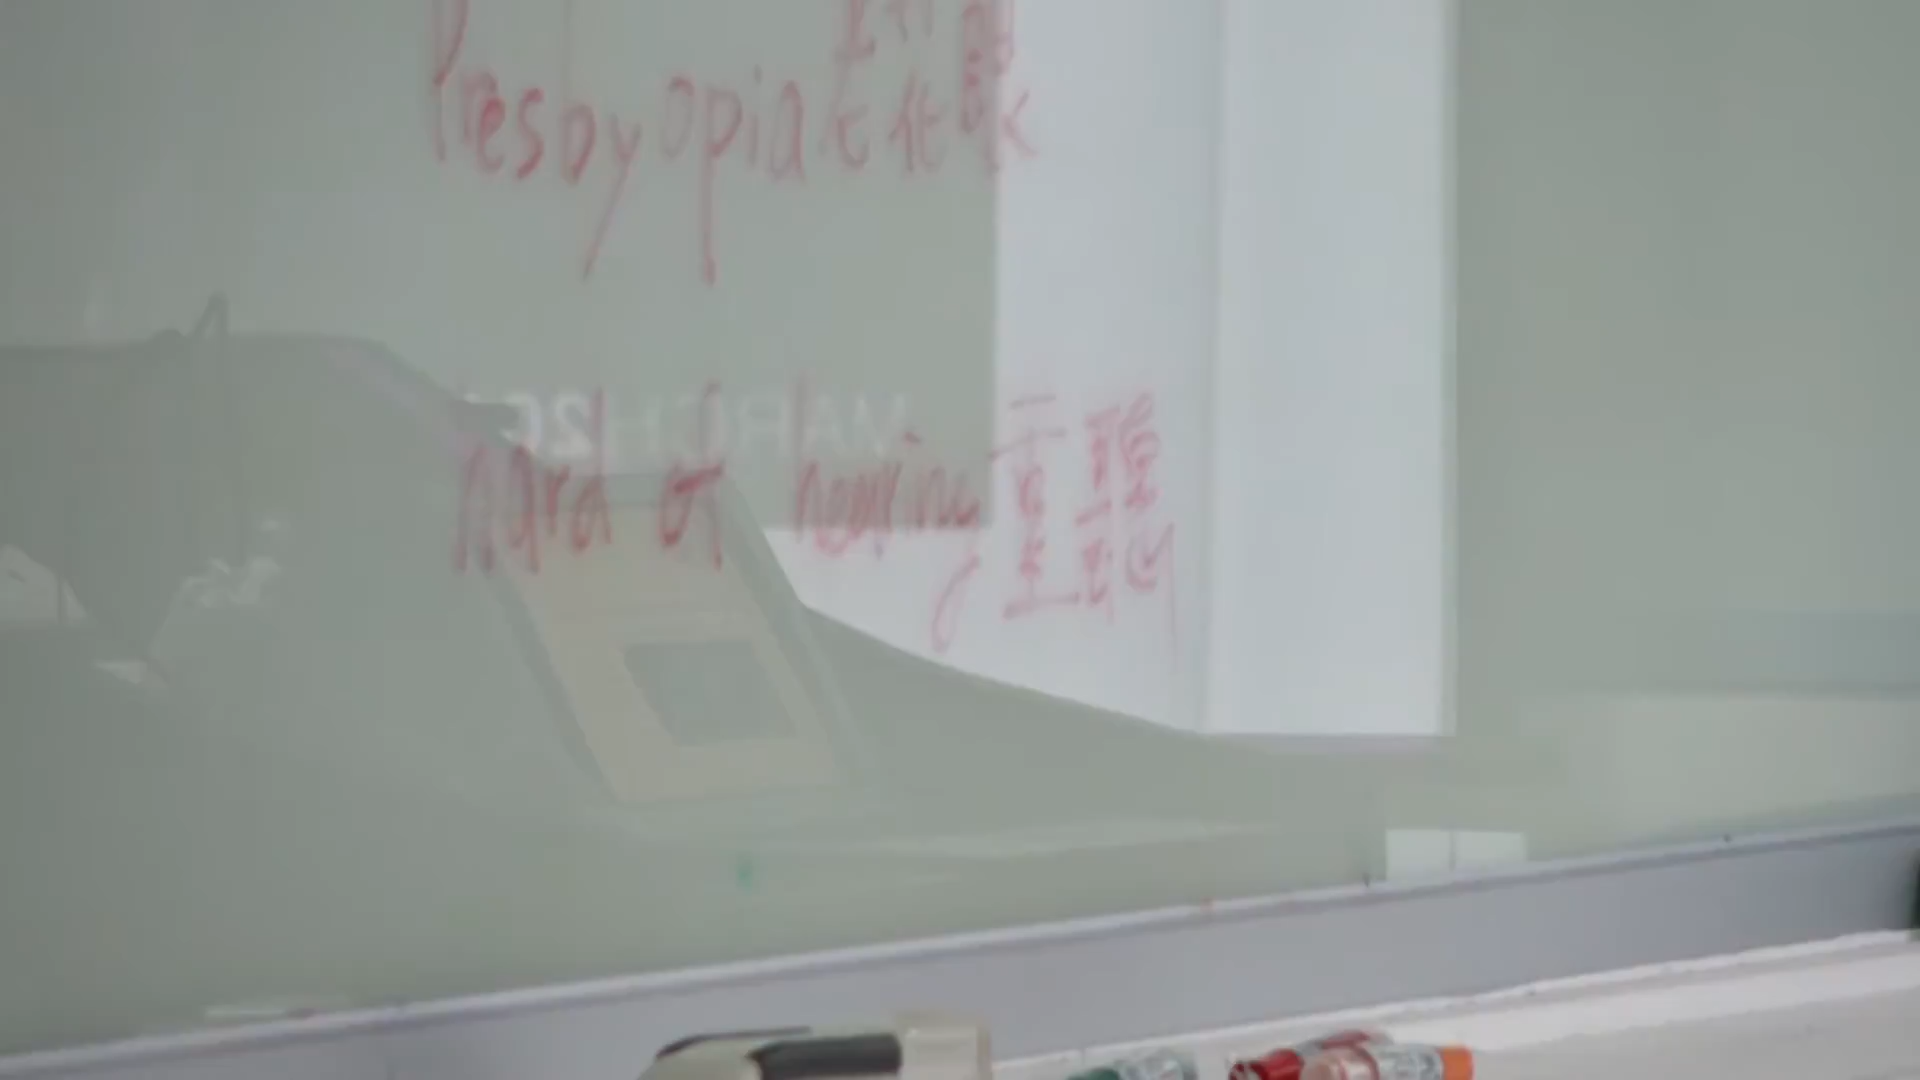 Presbyopia 老花眼
hard of hearing 重聽